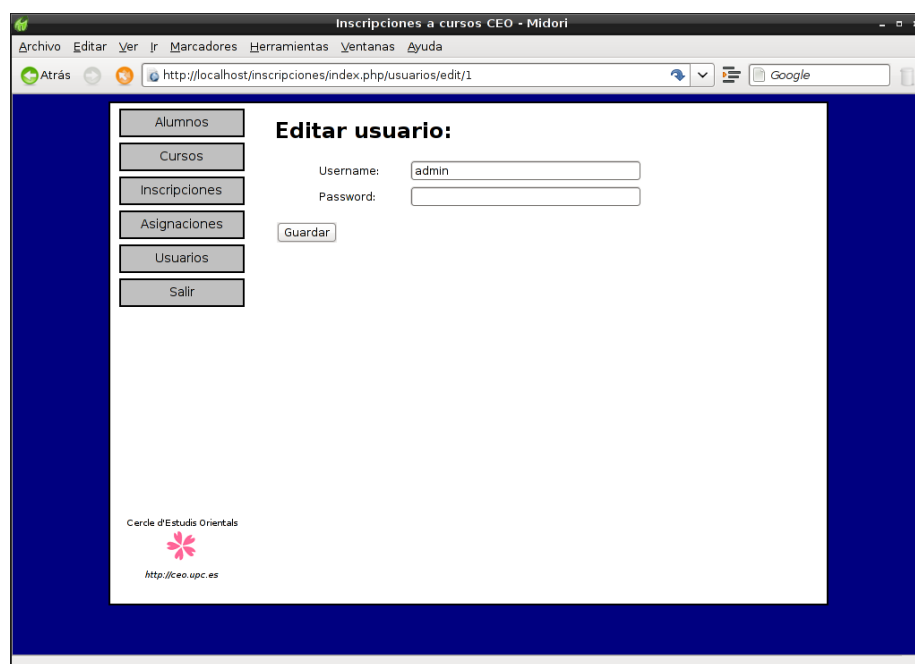 Inscripciones a cursos CEO - Midori
Archivo Editar Ver Ir Marcadores Herramientas Ventanas Ayuda
Atrás http://localhost/inscripciones/index.php/usuarios/edit/1 Google
Alumnos
Cursos
Inscripciones
Asignaciones
Usuarios
Salir
Editar usuario:
Username: admin
Password:
Guardar
Cercle d'Estudis Orientals
http://ceo.upc.es